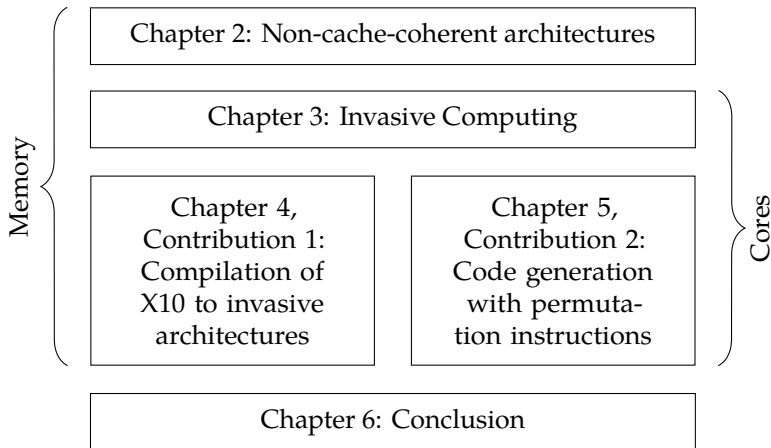 Chapter 2: Non-cache-coherent architectures
Memory
Chapter 3: Invasive Computing
Chapter 4,
Contribution 1:
Compilation of
X10 to invasive
architectures
Chapter 5,
Contribution 2:
Code generation
with permuta-
tion instructions
Cores
Chapter 6: Conclusion